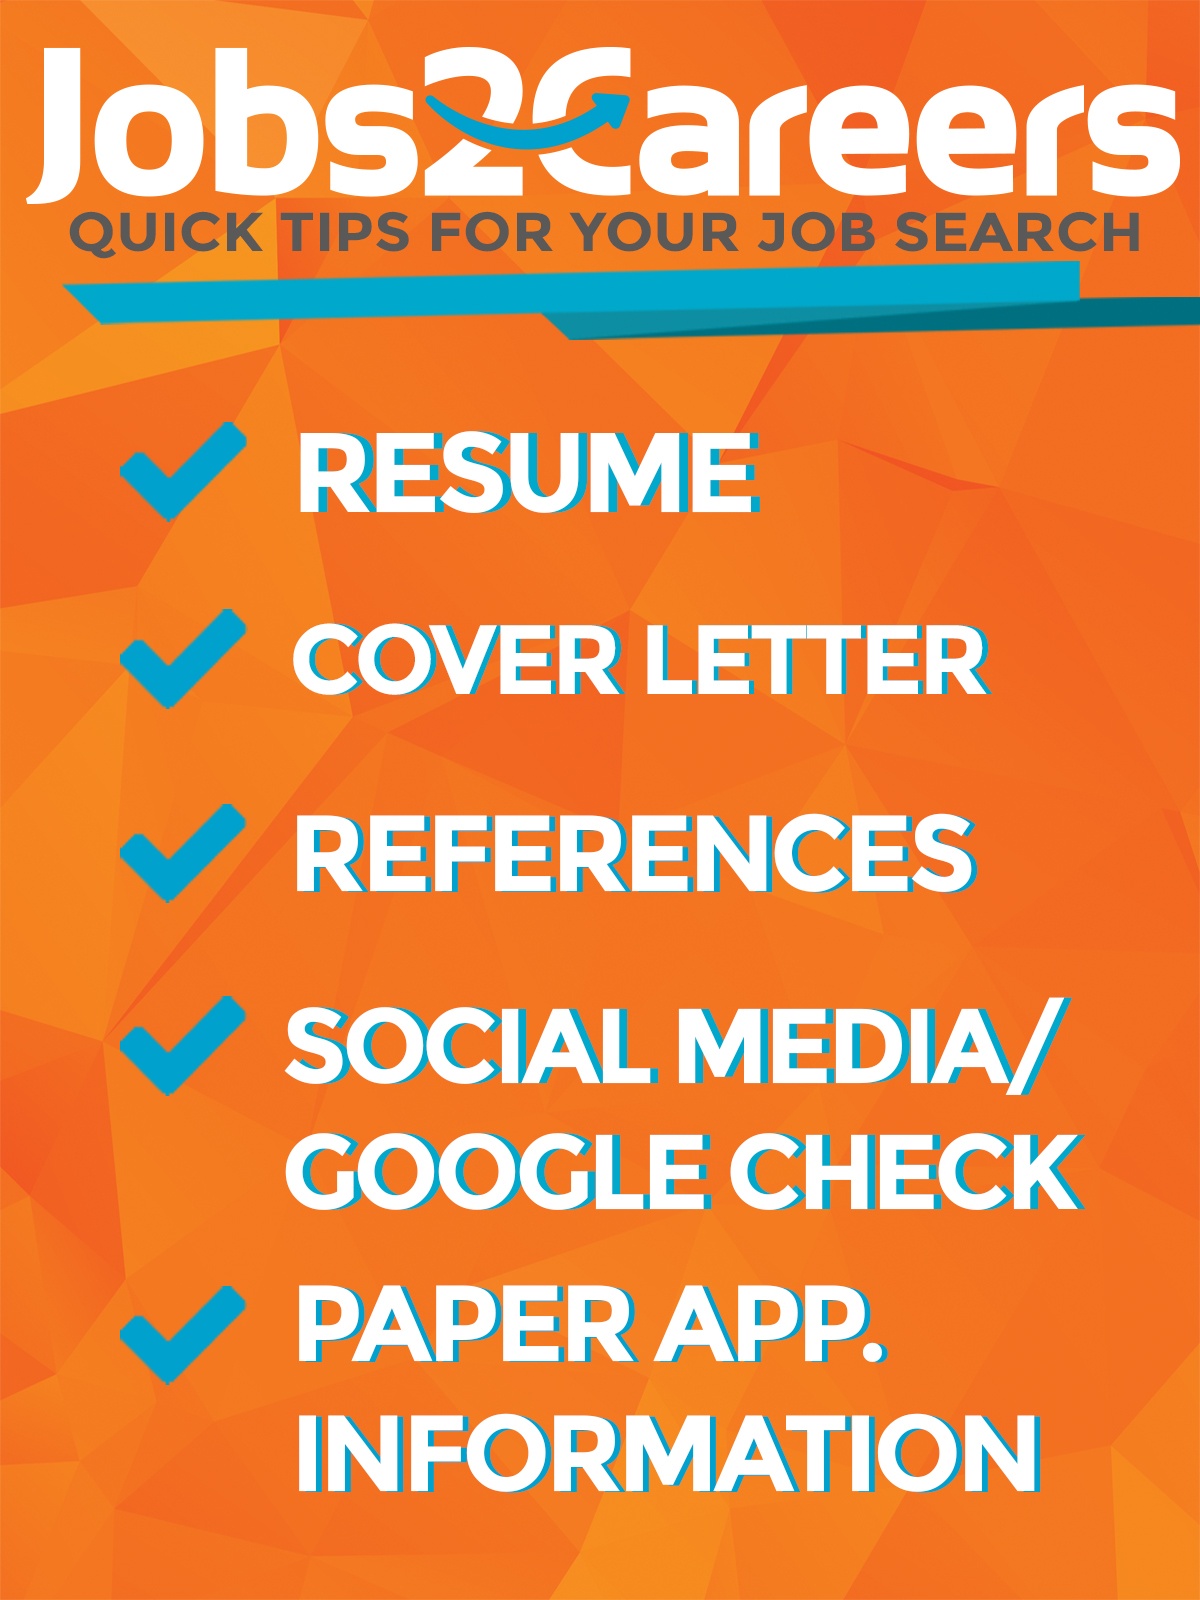 Jobs2Careers
QUICK TIPS FOR YOUR JOB SEARCH
RESUME
COVER LETTER
REFERENCES
SOCIAL MEDIA/
GOOGLE CHECK
PAPER APP.
INFORMATION